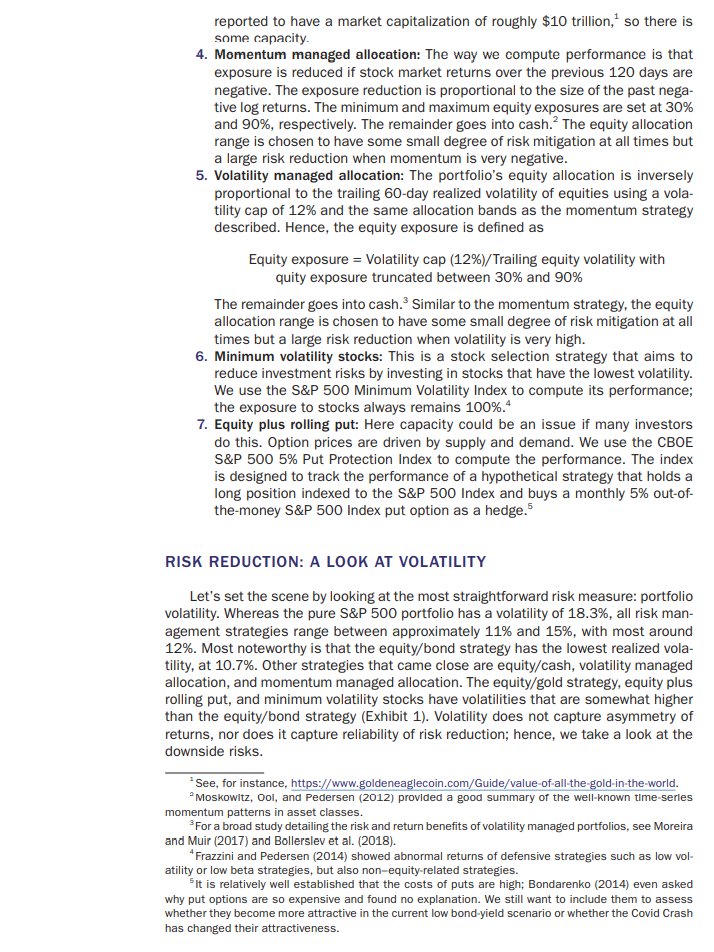 reported to have a market capitalization of roughly $10 trillion,¹ so there is
some capacity.
4. Momentum managed allocation: The way we compute performance is that
exposure is reduced if stock market returns over the previous 120 days are
negative. The exposure reduction is proportional to the size of the past nega-
tive log returns. The minimum and maximum equity exposures are set at 30%
and 90%, respectively. The remainder goes into cash.² The equity allocation
range is chosen to have some small degree of risk mitigation at all times but
a large risk reduction when momentum is very negative.
5. Volatility managed allocation: The portfolio's equity allocation is inversely
proportional to the trailing 60-day realized volatility of equities using a vola-
tility cap of 12% and the same allocation bands as the momentum strategy
described. Hence, the equity exposure is defined as
Equity exposure = Volatility cap (12%)/Trailing equity volatility with
quity exposure truncated between 30% and 90%
The remainder goes into cash.³ Similar to the momentum strategy, the equity
allocation range is chosen to have some small degree of risk mitigation at all
times but a large risk reduction when volatility is very high.
6. Minimum volatility stocks: This is a stock selection strategy that aims to
reduce investment risks by investing in stocks that have the lowest volatility.
We use the S&P 500 Minimum Volatility Index to compute its performance;
the exposure to stocks always remains 100%.⁴
7. Equity plus rolling put: Here capacity could be an issue if many investors
do this. Option prices are driven by supply and demand. We use the CBOE
S&P 500 5% Put Protection Index to compute the performance. The index
is designed to track the performance of a hypothetical strategy that holds a
long position indexed to the S&P 500 Index and buys a monthly 5% out-of-
the-money S&P 500 Index put option as a hedge.⁵
RISK REDUCTION: A LOOK AT VOLATILITY
Let's set the scene by looking at the most straightforward risk measure: portfolio
volatility. Whereas the pure S&P 500 portfolio has a volatility of 18.3%, all risk man-
agement strategies range between approximately 11% and 15%, with most around
12%. Most noteworthy is that the equity/bond strategy has the lowest realized vola-
tility, at 10.7%. Other strategies that came close are equity/cash, volatility managed
allocation, and momentum managed allocation. The equity/gold strategy, equity plus
rolling put, and minimum volatility stocks have volatilities that are somewhat higher
than the equity/bond strategy (Exhibit 1). Volatility does not capture asymmetry of
returns, nor does it capture reliability of risk reduction; hence, we take a look at the
downside risks.
¹ See, for instance, https://www.goldeneaglecoin.com/Guide/value-of-all-the-gold-in-the-world.
² Moskowitz, Ooi, and Pedersen (2012) provided a good summary of the well-known time-series
momentum patterns in asset classes.
³ For a broad study detailing the risk and return benefits of volatility managed portfolios, see Moreira
and Muir (2017) and Bollerslev et al. (2018).
⁴ Frazzini and Pedersen (2014) showed abnormal returns of defensive strategies such as low vol-
atility or low beta strategies, but also non–equity-related strategies.
⁵ It is relatively well established that the costs of puts are high; Bondarenko (2014) even asked
why put options are so expensive and found no explanation. We still want to include them to assess
whether they become more attractive in the current low bond-yield scenario or whether the Covid Crash
has changed their attractiveness.